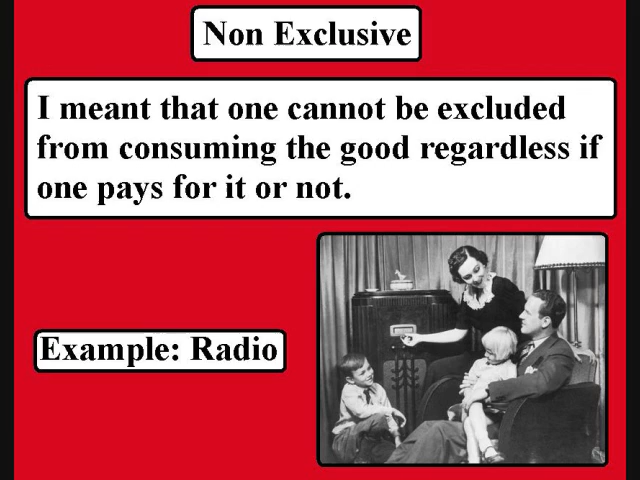 Non Exclusive
I meant that one cannot be excluded
from consuming the good regardless if
one pays for it or not.
Example: Radio